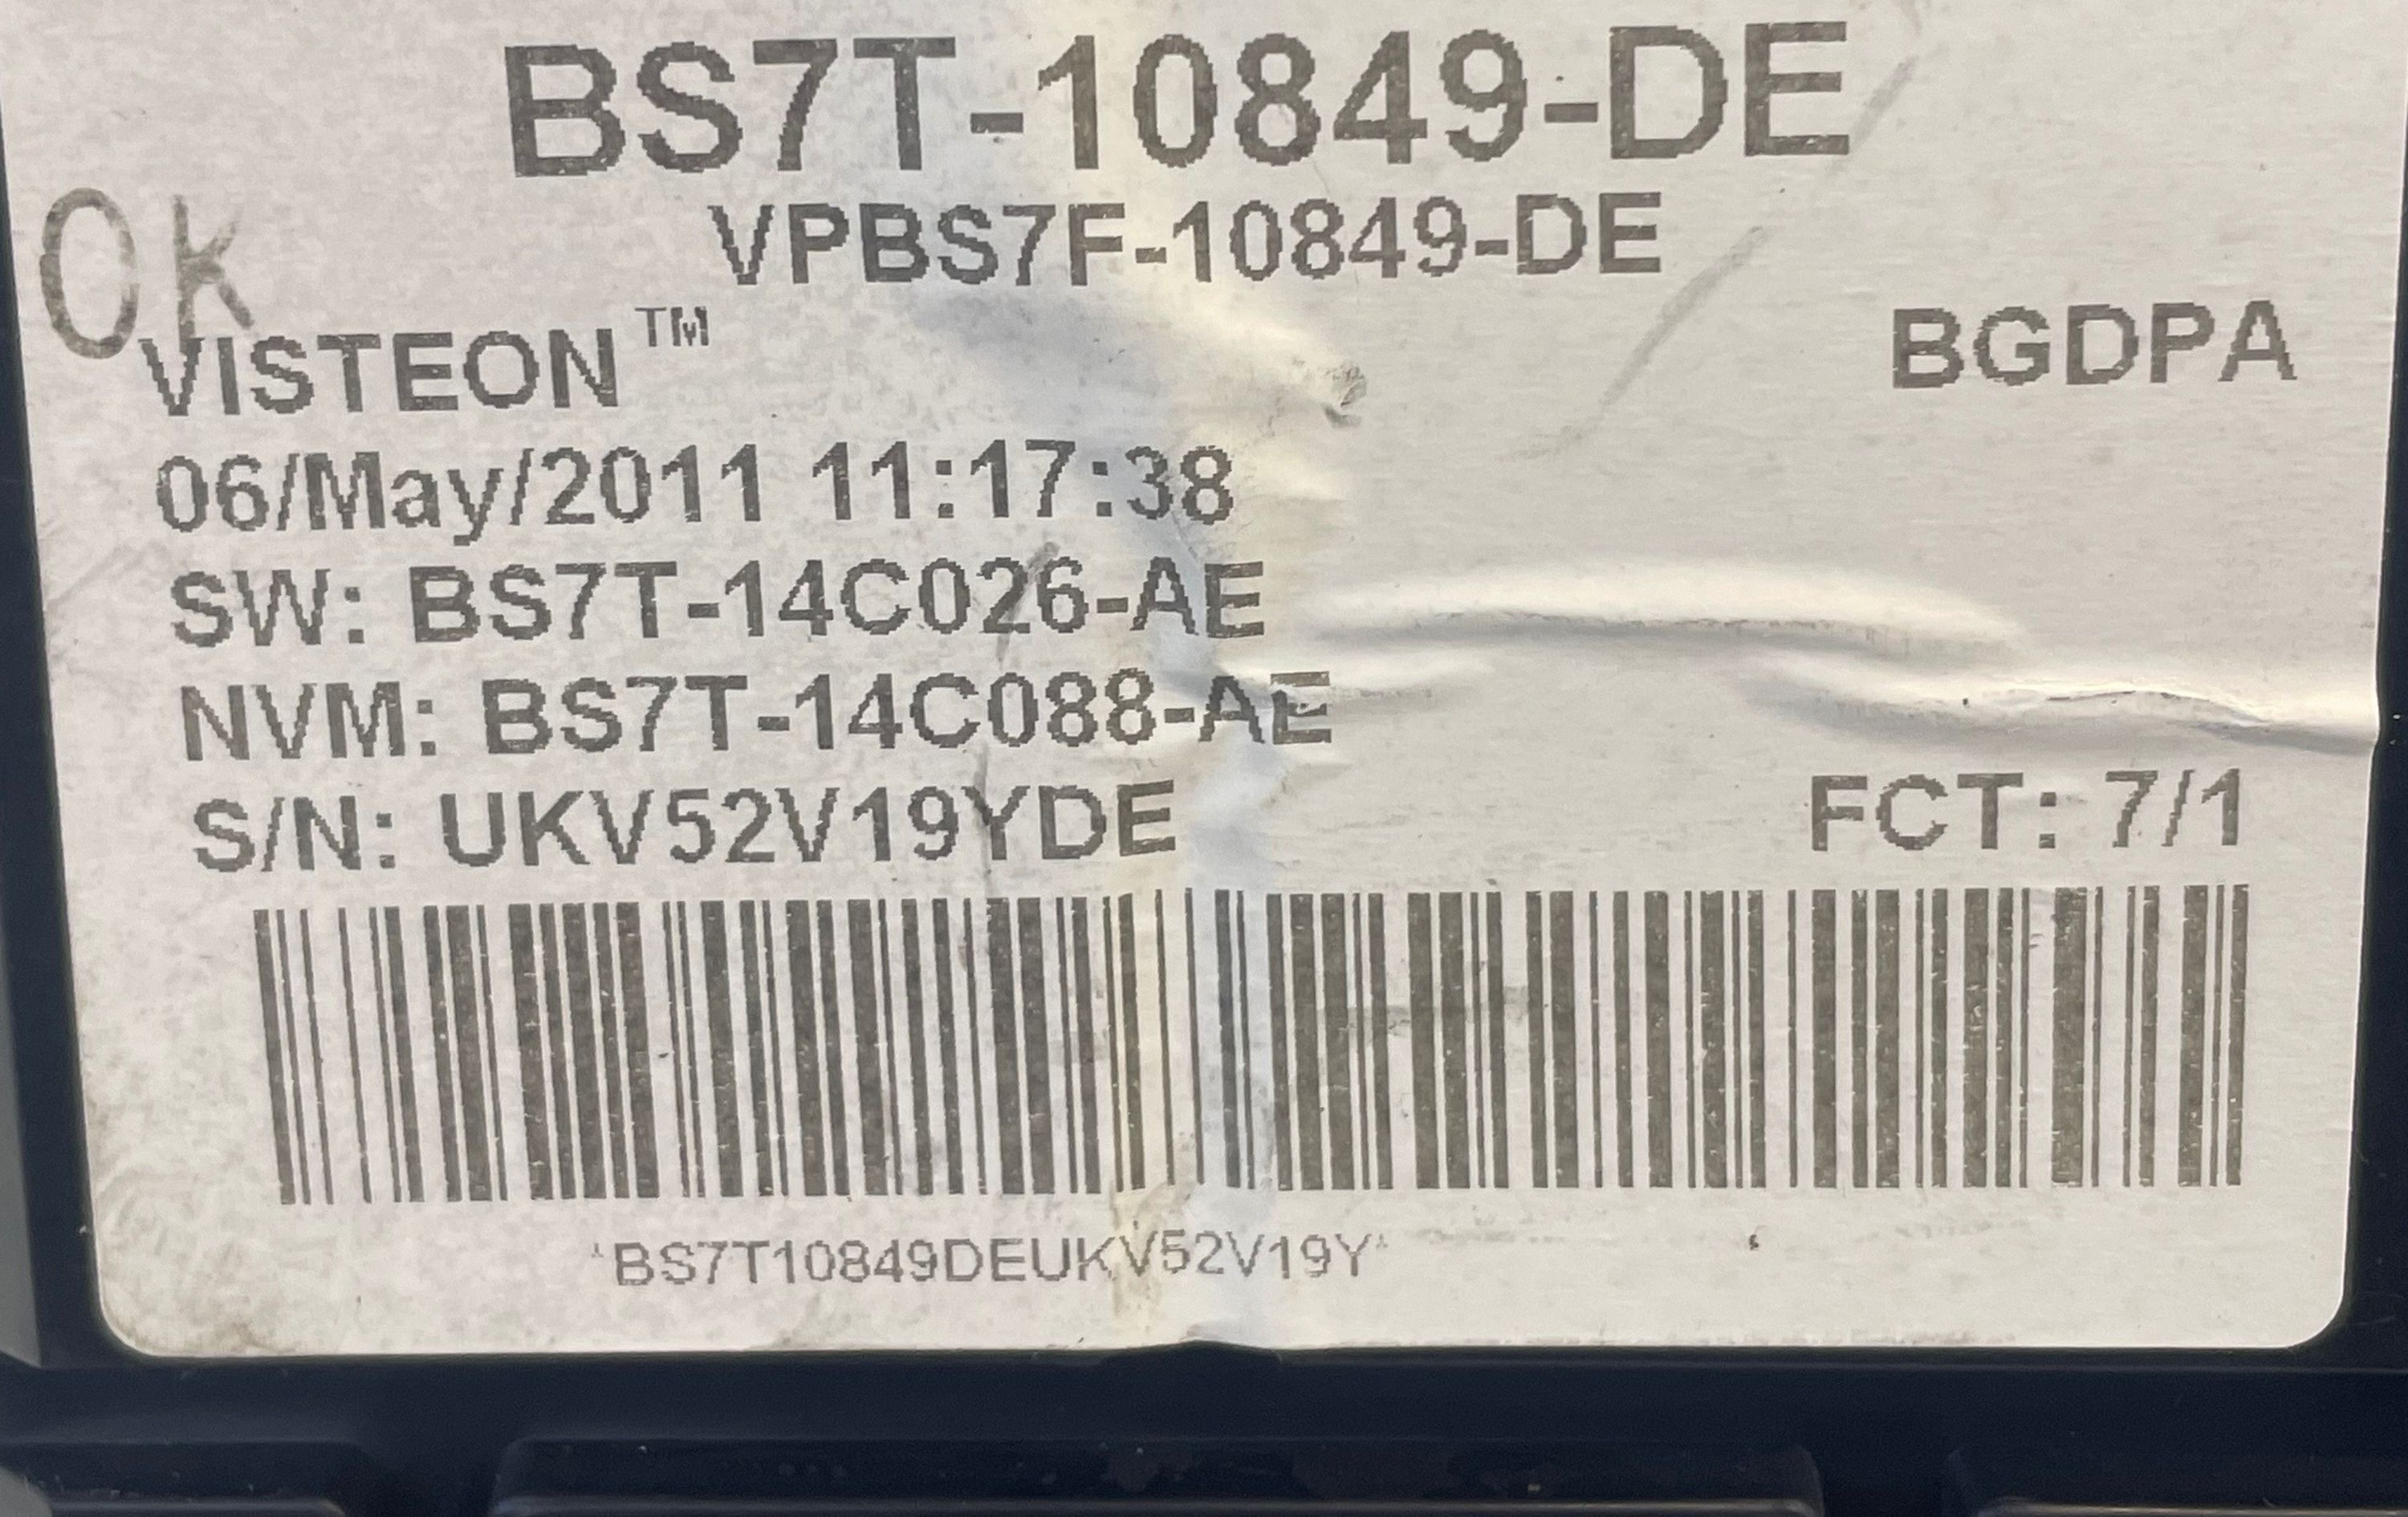 BS7T-10849-DE
VPBS7F-10849-DE
OK
VISTEON™ BGDPA
06/May/2011 11:17:38
SW: BS7T-14C026-AE
NVM: BS7T-14C088-AE
S/N: UKV52V19YDE FCT: 7/1
*BS7T10849DEUKV52V19Y*